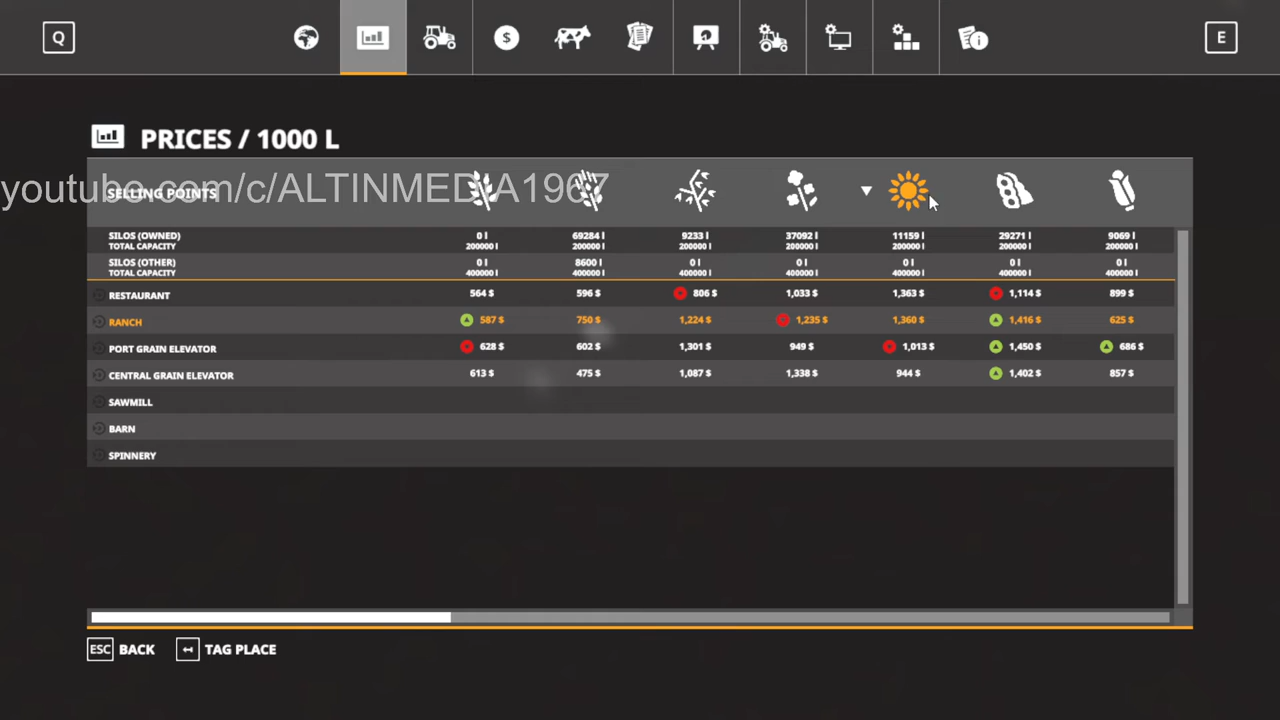 Q
$
E
PRICES / 1000 L
SELLING POINTS
youtube.com/c/ALTINMEDIA1967
SILOS (OWNED) 0 l 69284 l 9233 l 37092 l 11159 l 29271 l 9069 l
TOTAL CAPACITY 200000 l 200000 l 200000 l 200000 l 200000 l 200000 l 200000 l
SILOS (OTHER) 0 l 8600 l 0 l 0 l 0 l 0 l 0 l
TOTAL CAPACITY 400000 l 400000 l 400000 l 400000 l 400000 l 400000 l 400000 l
RESTAURANT 564 $ 596 $ 806 $ 1,033 $ 1,363 $ 1,114 $ 899 $
RANCH 587 $ 750 $ 1,224 $ 1,235 $ 1,360 $ 1,416 $ 625 $
PORT GRAIN ELEVATOR 628 $ 602 $ 1,301 $ 949 $ 1,013 $ 1,450 $ 686 $
CENTRAL GRAIN ELEVATOR 613 $ 475 $ 1,087 $ 1,338 $ 944 $ 1,402 $ 857 $
SAWMILL
BARN
SPINNERY
ESC BACK TAG PLACE